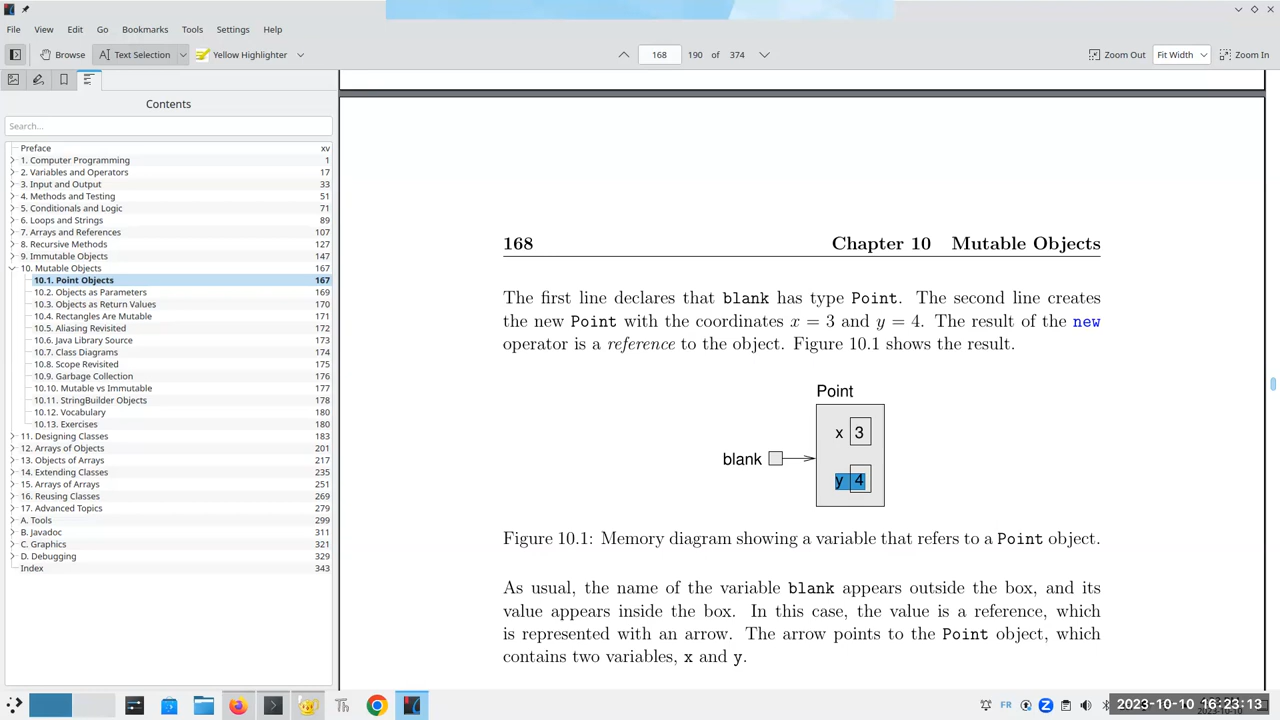 File View Edit Go Bookmarks Tools Settings Help
Browse Text Selection Yellow Highlighter 168 190 of 374 Zoom Out Fit Width Zoom In
Contents
Search...
Preface xv
1. Computer Programming 1
2. Variables and Operators 17
3. Input and Output 33
4. Methods and Testing 51
5. Conditionals and Logic 71
6. Loops and Strings 89
7. Arrays and References 107
8. Recursive Methods 127
9. Immutable Objects 147
10. Mutable Objects 167
10.1. Point Objects 167
10.2. Objects as Parameters 169
10.3. Objects as Return Values 170
10.4. Rectangles Are Mutable 171
10.5. Aliasing Revisited 172
10.6. Java Library Source 173
10.7. Class Diagrams 174
10.8. Scope Revisited 175
10.9. Garbage Collection 176
10.10. Mutable vs Immutable 177
10.11. StringBuilder Objects 178
10.12. Vocabulary 180
10.13. Exercises 180
11. Designing Classes 183
12. Arrays of Objects 201
13. Objects of Arrays 217
14. Extending Classes 235
15. Arrays of Arrays 251
16. Reusing Classes 269
17. Advanced Topics 279
A. Tools 299
B. Javadoc 311
C. Graphics 321
D. Debugging 329
Index 343
168 Chapter 10 Mutable Objects
The first line declares that blank has type Point. The second line creates
the new Point with the coordinates x = 3 and y = 4. The result of the new
operator is a reference to the object. Figure 10.1 shows the result.
Point
x 3
blank
y 4
Figure 10.1: Memory diagram showing a variable that refers to a Point object.
As usual, the name of the variable blank appears outside the box, and its
value appears inside the box. In this case, the value is a reference, which
is represented with an arrow. The arrow points to the Point object, which
contains two variables, x and y.
FR
2023-10-10 16:23:13